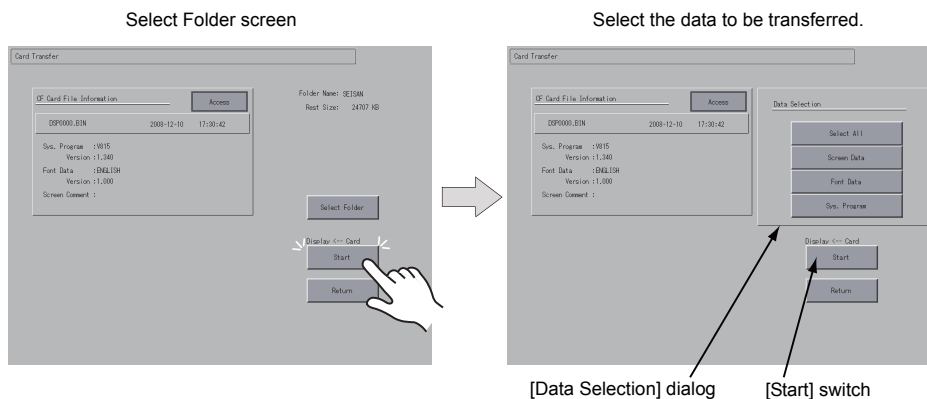 Select Folder screen
Card Transfer
CF Card File Information
Access
DSP0000.BIN 2008-12-10 17:30:42
Sys. Program :V815
Version :1.340
Font Data :ENGLISH
Version :1.000
Screen Comment :
Folder Name: SEISAN
Rest Size: 24707 KB
Select Folder
Display <-- Card
Start
Return
Select the data to be transferred.
Card Transfer
CF Card File Information
Access
DSP0000.BIN 2008-12-10 17:30:42
Sys. Program :V815
Version :1.340
Font Data :ENGLISH
Version :1.000
Screen Comment :
Data Selection
Select All
Screen Data
Font Data
Sys. Program
Display <-- Card
Start
Return
[Data Selection] dialog
[Start] switch